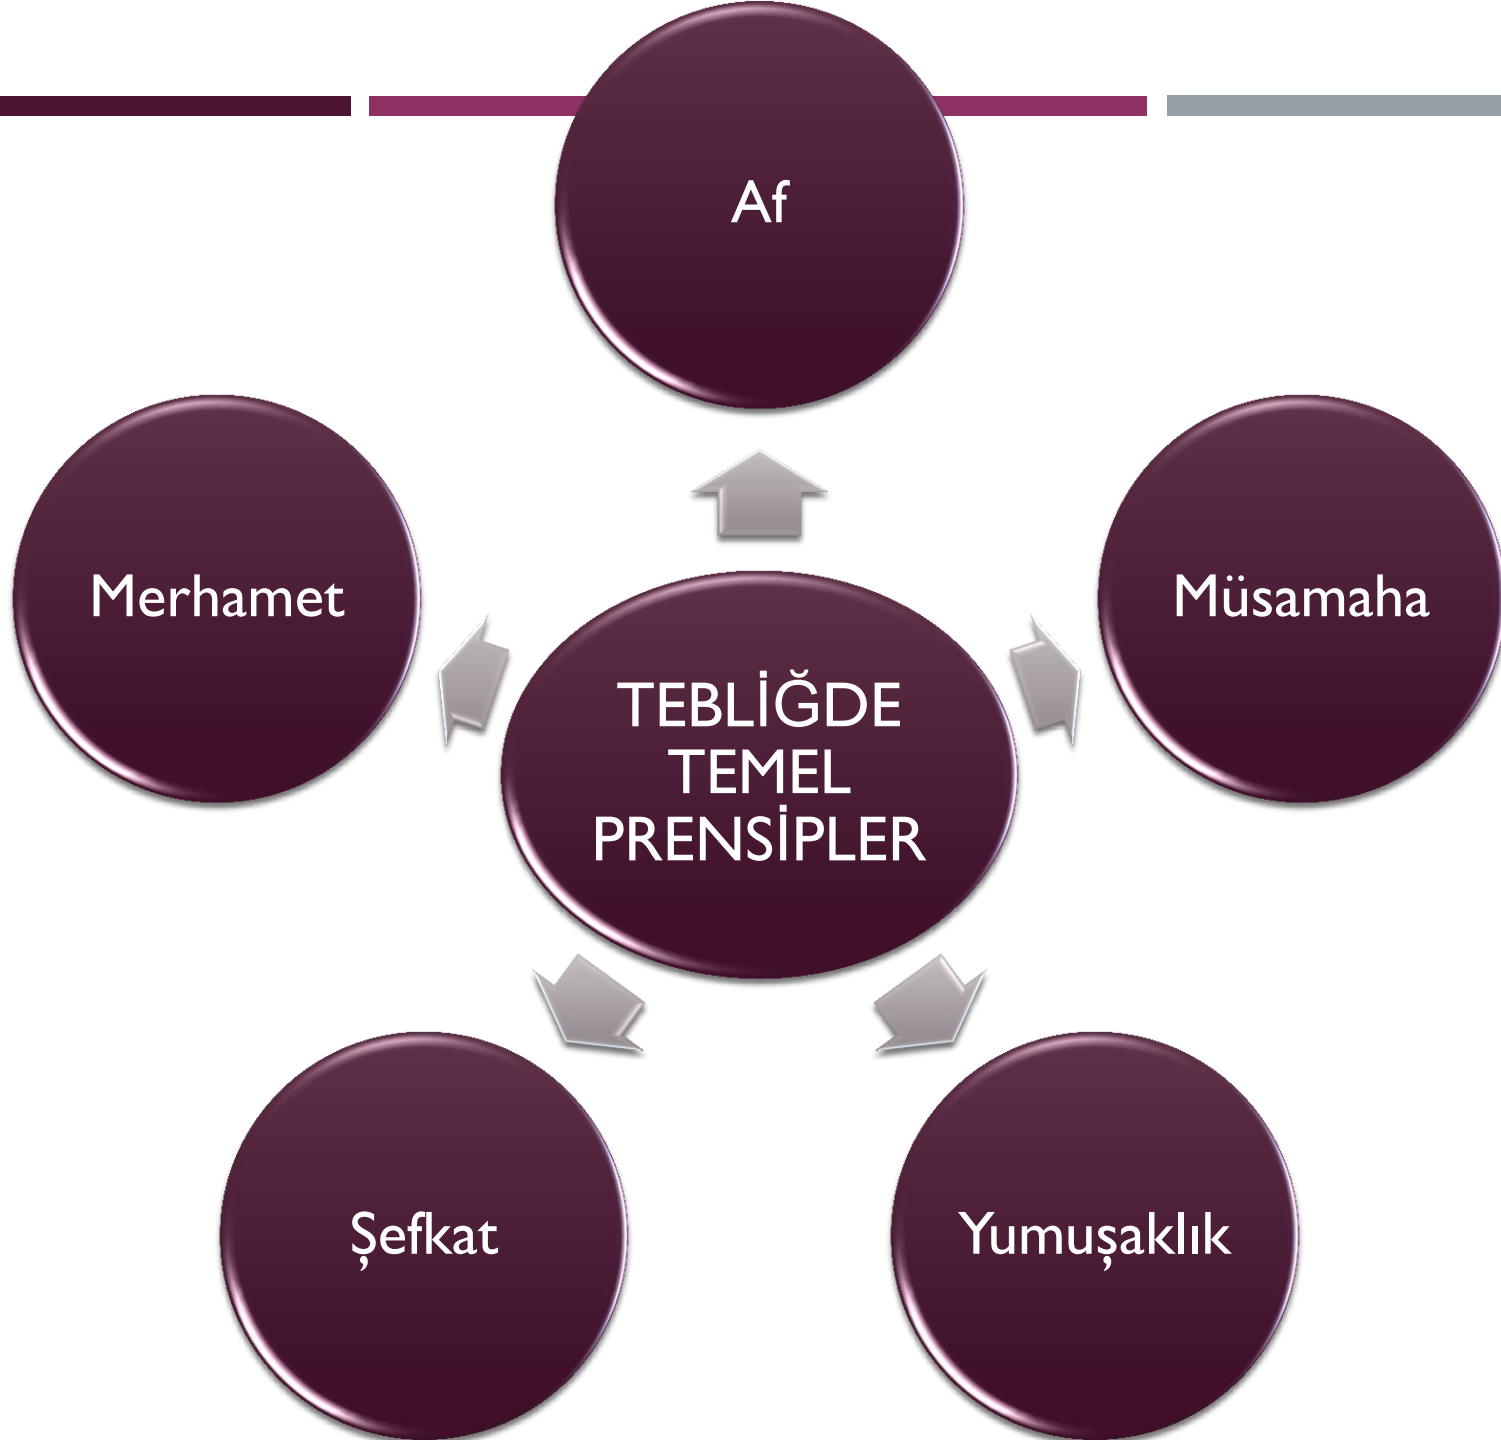 Af
Merhamet
Müsamaha
TEBLİĞDE
TEMEL
PRENSİPLER
Şefkat
Yumuşaklık